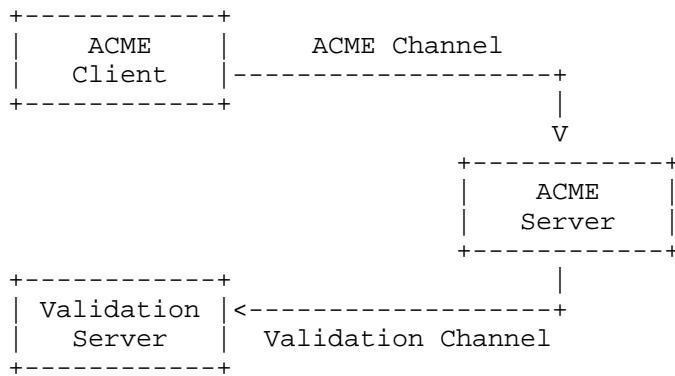 ACME
Client
ACME Channel
ACME
Server
Validation
Server
Validation Channel